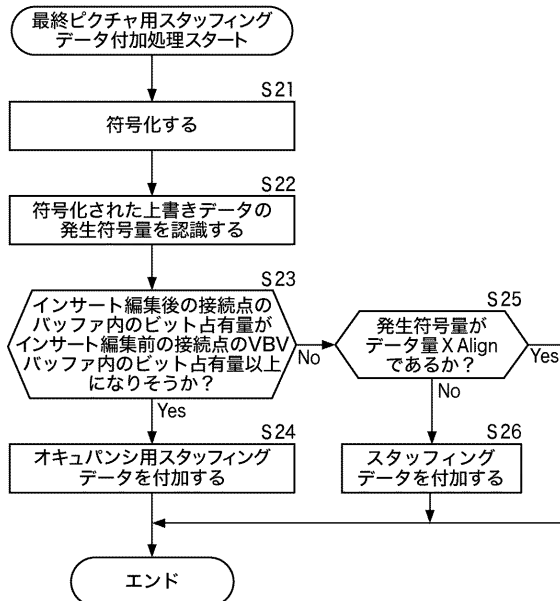 最終ピクチャ用スタッフィング
データ付加処理スタート
S21
符号化する
S22
符号化された上書きデータの
発生符号量を認識する
S23
インサート編集後の接続点の
バッファ内のビット占有量が
インサート編集前の接続点のVBV
バッファ内のビット占有量以上
になりそうか?
No
Yes
S25
発生符号量が
データ量X Align
であるか?
Yes
No
S24
オキュパンシ用スタッフィング
データを付加する
S26
スタッフィング
データを付加する
エンド